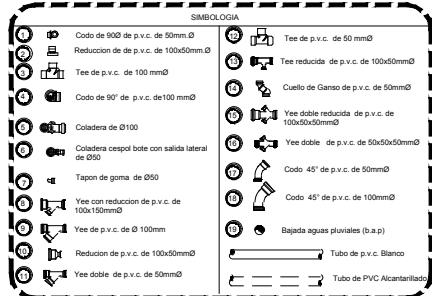 SIMBOLOGIA
1 Codo de 90Ø de p.v.c. de 50mm.Ø
2 Reduccion de de p.v.c. de 100x50mm.Ø
3 Tee de p.v.c. de 100 mmØ
4 Codo de 90° de p.v.c. de100 mmØ
5 Coladera de Ø100
6 Coladera cespol bote con salida lateral
de Ø50
7 Tapon de goma de Ø50
8 Yee con reduccion de p.v.c. de
100x150mmØ
9 Yee de p.v.c. de Ø 100mm
10 Reducion de p.v.c. de 100x50mmØ
11 Yee doble de p.v.c. de 50mmØ
12 Tee de p.v.c. de 50 mmØ
13 Tee reducida de p.v.c. de 100x50mmØ
14 Cuello de Ganso de p.v.c. de 50mmØ
15 Yee doble reducida de p.v.c. de
100x50x50mmØ
16 Yee doble de p.v.c. de 50x50x50mmØ
17 Codo 45° de p.v.c. de 50mmØ
18 Codo 45° de p.v.c. de 100mmØ
19 Bajada aguas pluviales (b.a.p)
Tubo de p.v.c. Blanco
Tubo de PVC Alcantarillado